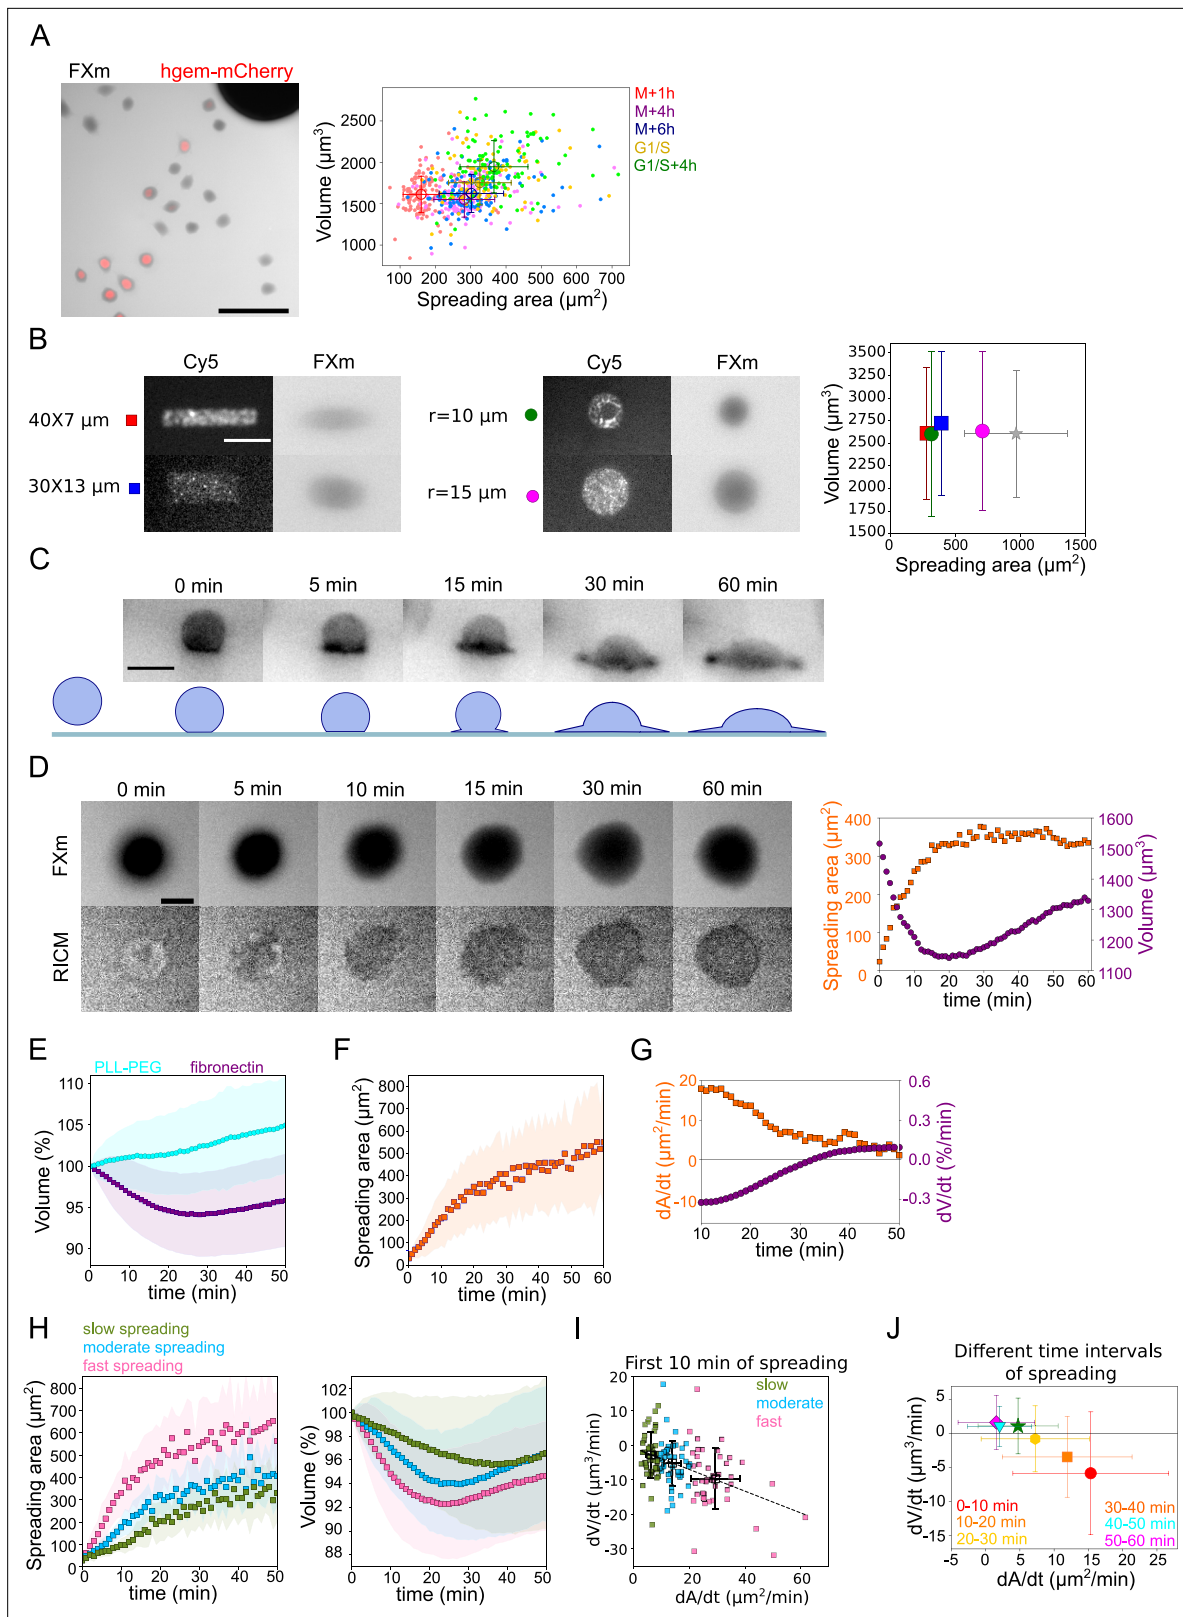 A
FXm hgem-mCherry
Volume (µm³)
2500
2000
1500
1000
100 200 300 400 500 600 700
Spreading area (µm²)
M+1h
M+4h
M+6h
G1/S
G1/S+4h
B
Cy5 FXm
40X7 µm
30X13 µm
Cy5 FXm
r=10 µm
r=15 µm
Volume (µm³)
3500
3250
3000
2750
2500
2250
2000
1750
1500
0 500 1000 1500
Spreading area (µm²)
C
0 min 5 min 15 min 30 min 60 min
D
0 min 5 min 10 min 15 min 30 min 60 min
FXm
RICM
Spreading area (µm²)
400
300
200
100
0
1600
1500
1400
1300
1200
1100
Volume (µm³)
0 10 20 30 40 50 60
time (min)
E
PLL-PEG fibronectin
Volume (%)
110
105
100
95
90
0 10 20 30 40 50
time (min)
F
Spreading area (µm²)
800
700
600
500
400
300
200
100
0
0 10 20 30 40 50 60
time (min)
G
dA/dt (µm²/min)
20
10
0
-10
0.6
0.3
0.0
-0.3
dV/dt (%/min)
10 20 30 40 50
time (min)
H
slow spreading
moderate spreading
fast spreading
Spreading area (µm²)
800
700
600
500
400
300
200
100
0
0 10 20 30 40 50
time (min)
Volume (%)
102
100
98
96
94
92
90
88
0 10 20 30 40 50
time (min)
I
First 10 min of spreading
slow
moderate
fast
dV/dt (µm³/min)
20
10
0
-10
-20
-30
0 10 20 30 40 50 60
dA/dt (µm²/min)
J
Different time intervals
of spreading
dV/dt (µm³/min)
5
0
-5
-10
-15
0-10 min
10-20 min
20-30 min
30-40 min
40-50 min
50-60 min
-5 0 5 10 15 20 25
dA/dt (µm²/min)